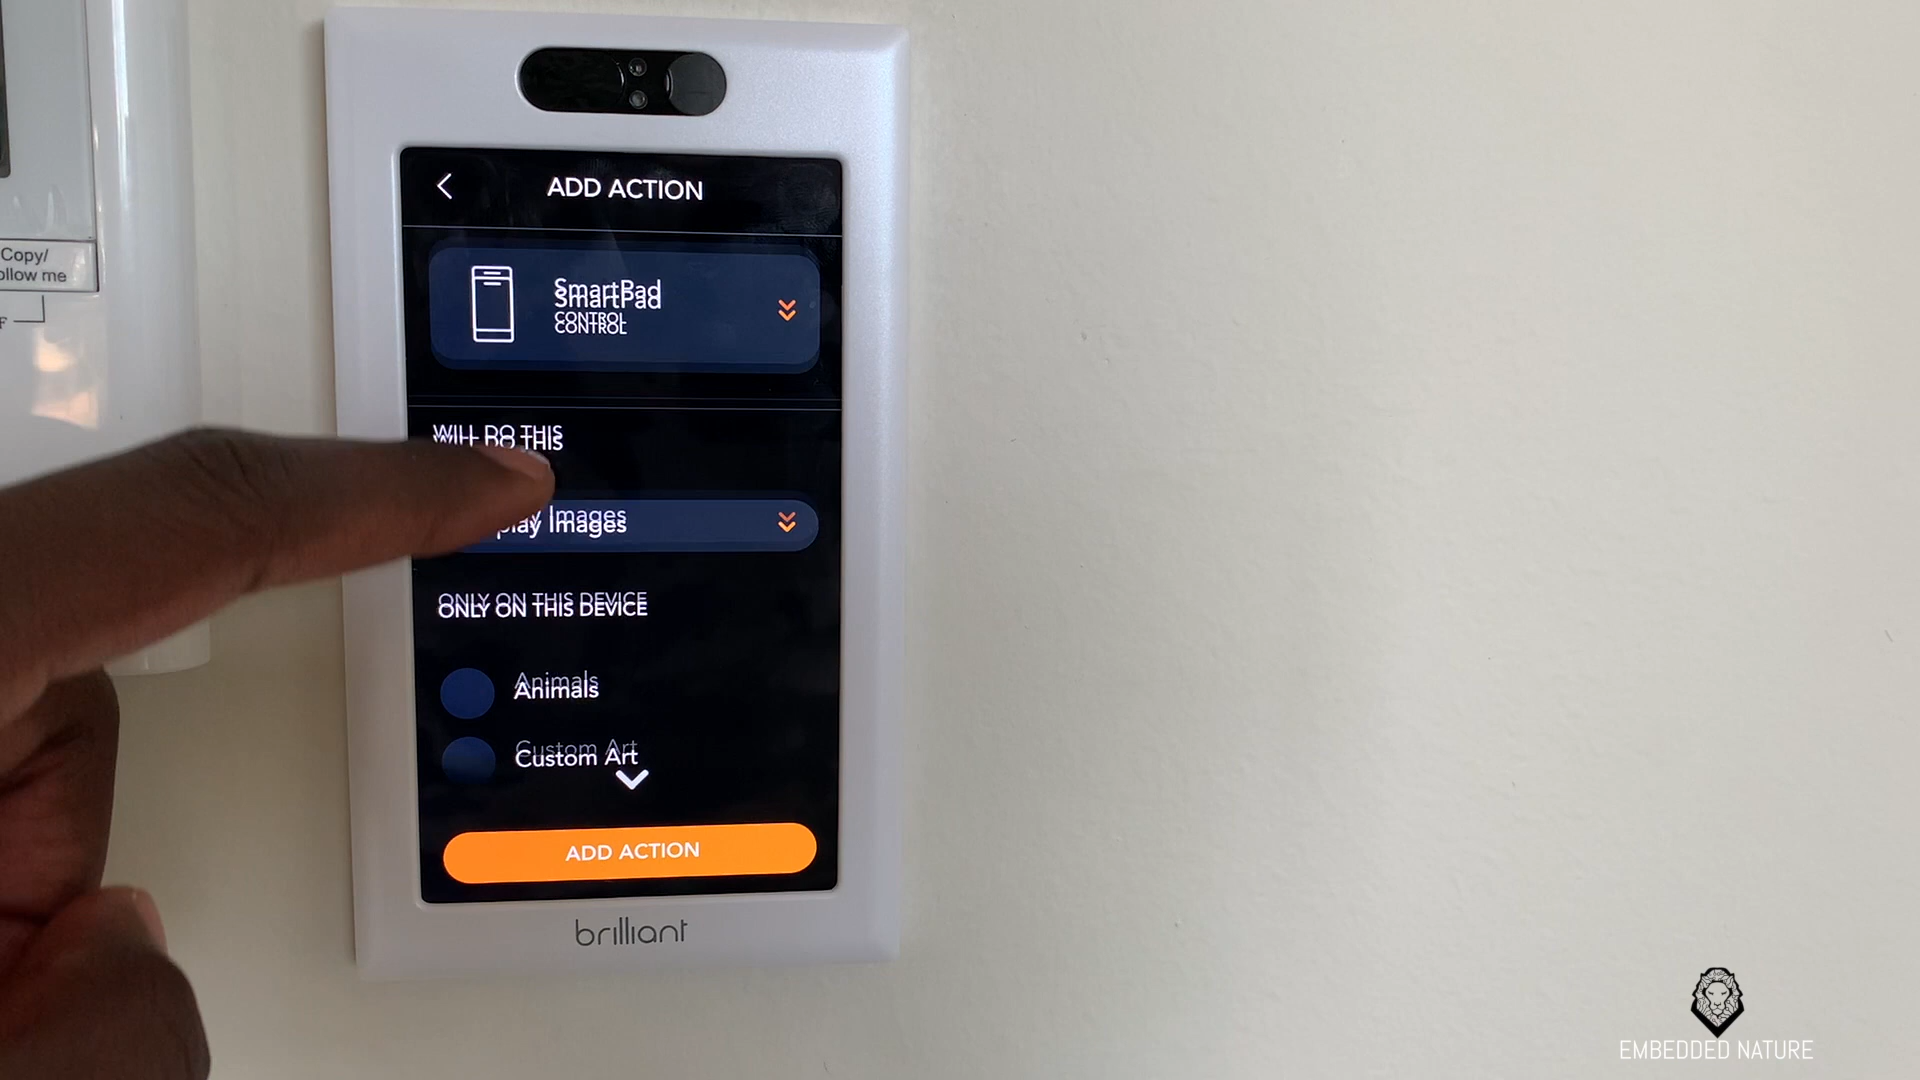 Copy/
ollow me
F
ADD ACTION
SmartPad
CONTROL
WILL DO THIS
play Images
ONLY ON THIS DEVICE
Animals
Custom Art
ADD ACTION
brilliant
EMBEDDED NATURE